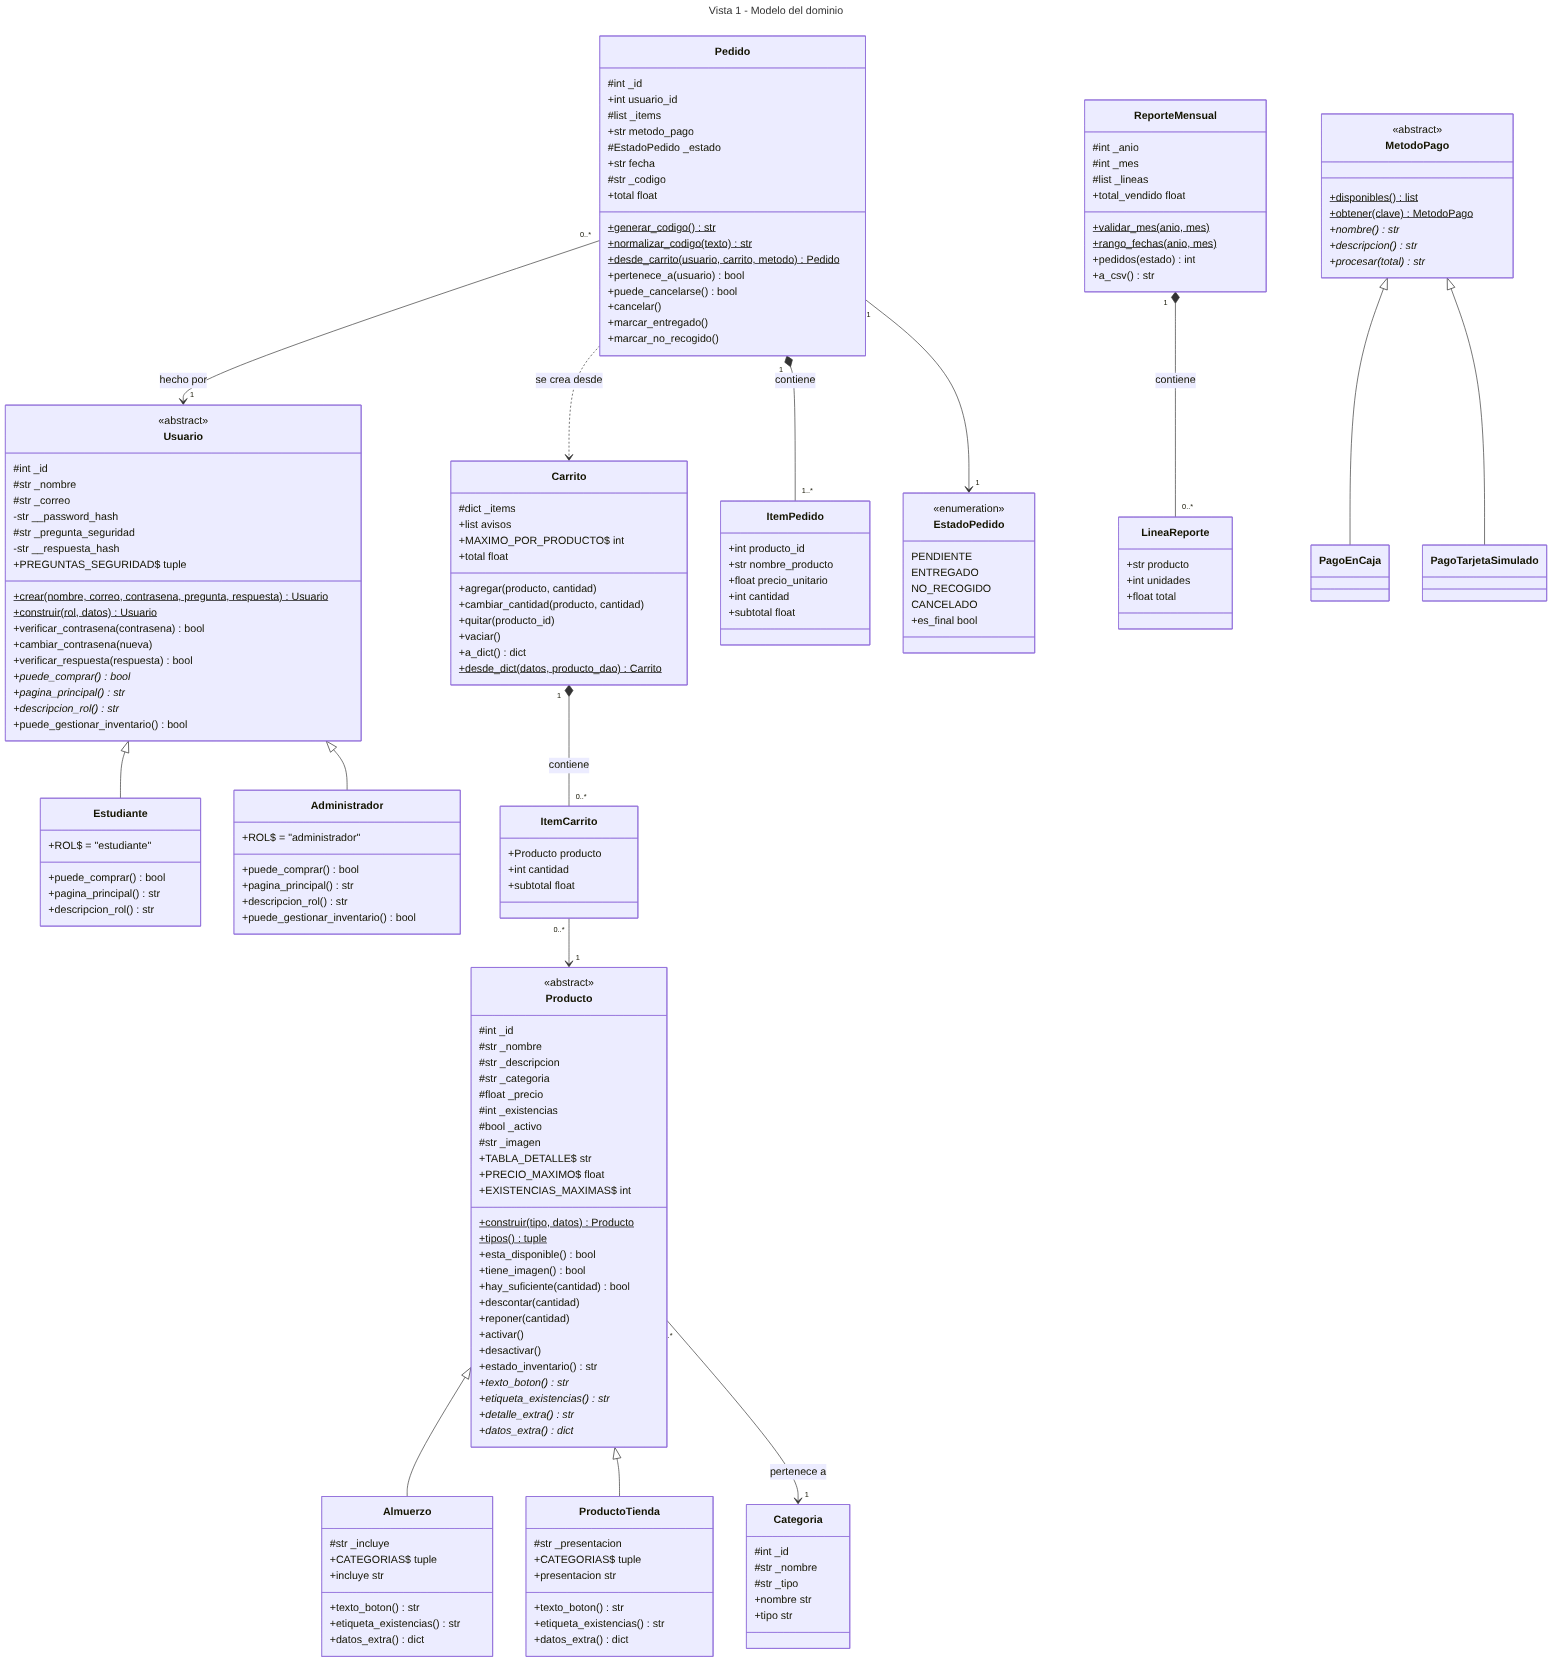 Vista 1 - Modelo del dominio
Pedido
#int _id
+int usuario_id
#list _items
+str metodo_pago
#EstadoPedido _estado
+str fecha
#str _codigo
+total float
+generar_codigo() : str
+normalizar_codigo(texto) : str
+desde_carrito(usuario, carrito, metodo) : Pedido
+pertenece_a(usuario) : bool
+puede_cancelarse() : bool
+cancelar()
+marcar_entregado()
+marcar_no_recogido()
ReporteMensual
#int _anio
#int _mes
#list _lineas
+total_vendido float
+validar_mes(anio, mes)
+rango_fechas(anio, mes)
+pedidos(estado) : int
+a_csv() : str
«abstract»
MetodoPago
+disponibles() : list
+obtener(clave) : MetodoPago
+nombre() : str
+descripcion() : str
+procesar(total) : str
0..*
hecho por
1
se crea desde
1
contiene
1..*
1
1
1
contiene
0..*
«abstract»
Usuario
#int _id
#str _nombre
#str _correo
-str __password_hash
#str _pregunta_seguridad
-str __respuesta_hash
+PREGUNTAS_SEGURIDAD$ tuple
+crear(nombre, correo, contrasena, pregunta, respuesta) : Usuario
+construir(rol, datos) : Usuario
+verificar_contrasena(contrasena) : bool
+cambiar_contrasena(nueva)
+verificar_respuesta(respuesta) : bool
+puede_comprar() : bool
+pagina_principal() : str
+descripcion_rol() : str
+puede_gestionar_inventario() : bool
Carrito
#dict _items
+list avisos
+MAXIMO_POR_PRODUCTO$ int
+total float
+agregar(producto, cantidad)
+cambiar_cantidad(producto, cantidad)
+quitar(producto_id)
+vaciar()
+a_dict() : dict
+desde_dict(datos, producto_dao) : Carrito
ItemPedido
+int producto_id
+str nombre_producto
+float precio_unitario
+int cantidad
+subtotal float
«enumeration»
EstadoPedido
PENDIENTE
ENTREGADO
NO_RECOGIDO
CANCELADO
+es_final bool
LineaReporte
+str producto
+int unidades
+float total
PagoEnCaja
PagoTarjetaSimulado
1
contiene
0..*
Estudiante
+ROL$ = "estudiante"
+puede_comprar() : bool
+pagina_principal() : str
+descripcion_rol() : str
Administrador
+ROL$ = "administrador"
+puede_comprar() : bool
+pagina_principal() : str
+descripcion_rol() : str
+puede_gestionar_inventario() : bool
ItemCarrito
+Producto producto
+int cantidad
+subtotal float
0..*
1
«abstract»
Producto
#int _id
#str _nombre
#str _descripcion
#str _categoria
#float _precio
#int _existencias
#bool _activo
#str _imagen
+TABLA_DETALLE$ str
+PRECIO_MAXIMO$ float
+EXISTENCIAS_MAXIMAS$ int
+construir(tipo, datos) : Producto
+tipos() : tuple
+esta_disponible() : bool
+tiene_imagen() : bool
+hay_suficiente(cantidad) : bool
+descontar(cantidad)
+reponer(cantidad)
+activar()
+desactivar()
+estado_inventario() : str
+texto_boton() : str
+etiqueta_existencias() : str
+detalle_extra() : str
+datos_extra() : dict
.*
pertenece a
1
Almuerzo
#str _incluye
+CATEGORIAS$ tuple
+incluye str
+texto_boton() : str
+etiqueta_existencias() : str
+datos_extra() : dict
ProductoTienda
#str _presentacion
+CATEGORIAS$ tuple
+presentacion str
+texto_boton() : str
+etiqueta_existencias() : str
+datos_extra() : dict
Categoria
#int _id
#str _nombre
#str _tipo
+nombre str
+tipo str